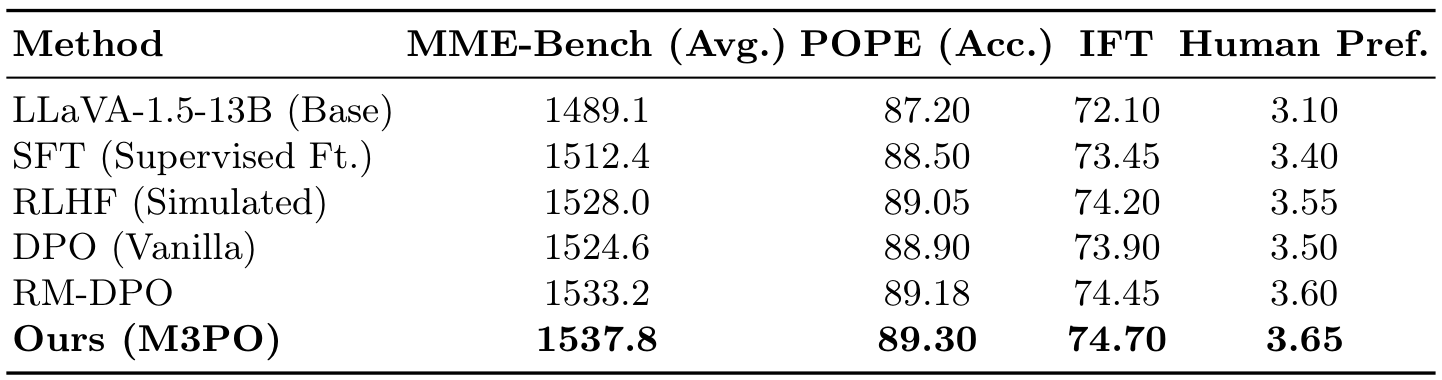 Method MME-Bench (Avg.) POPE (Acc.) IFT Human Pref.
LLaVA-1.5-13B (Base) 1489.1 87.20 72.10 3.10
SFT (Supervised Ft.) 1512.4 88.50 73.45 3.40
RLHF (Simulated) 1528.0 89.05 74.20 3.55
DPO (Vanilla) 1524.6 88.90 73.90 3.50
RM-DPO 1533.2 89.18 74.45 3.60
Ours (M3PO) 1537.8 89.30 74.70 3.65